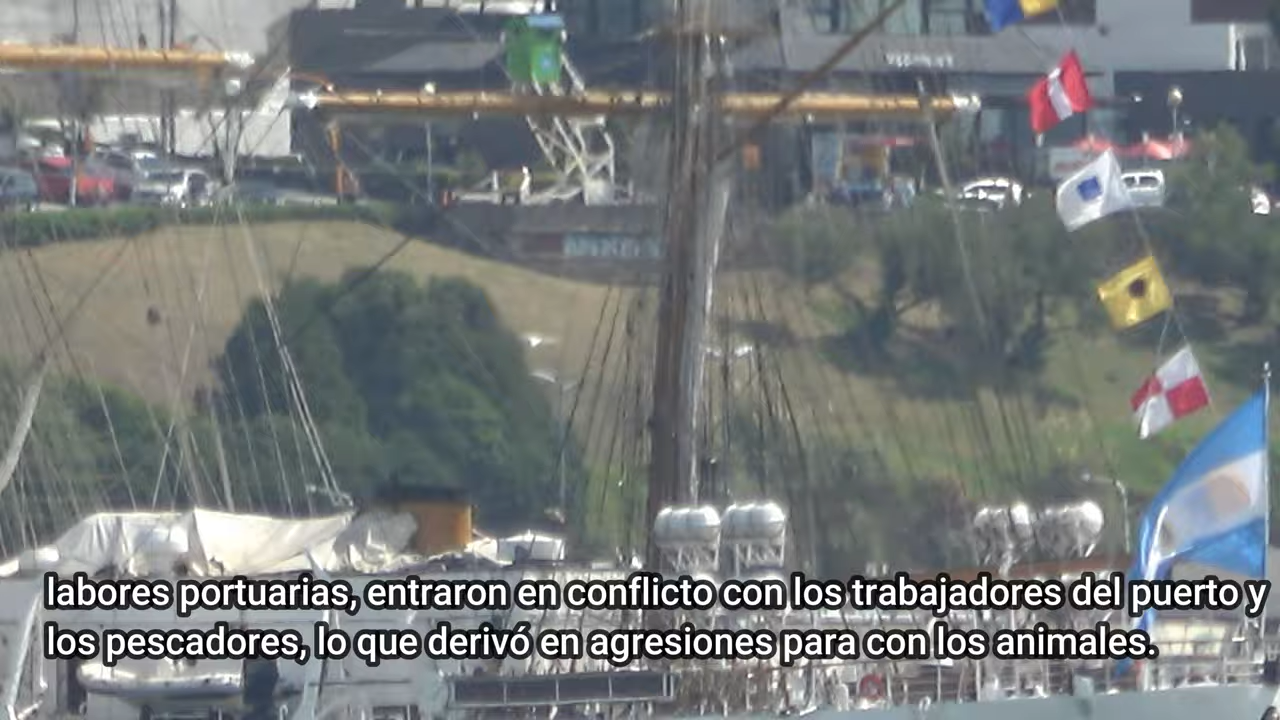 labores portuarias, entraron en conflicto con los trabajadores del puerto y
los pescadores, lo que derivó en agresiones para con los animales.